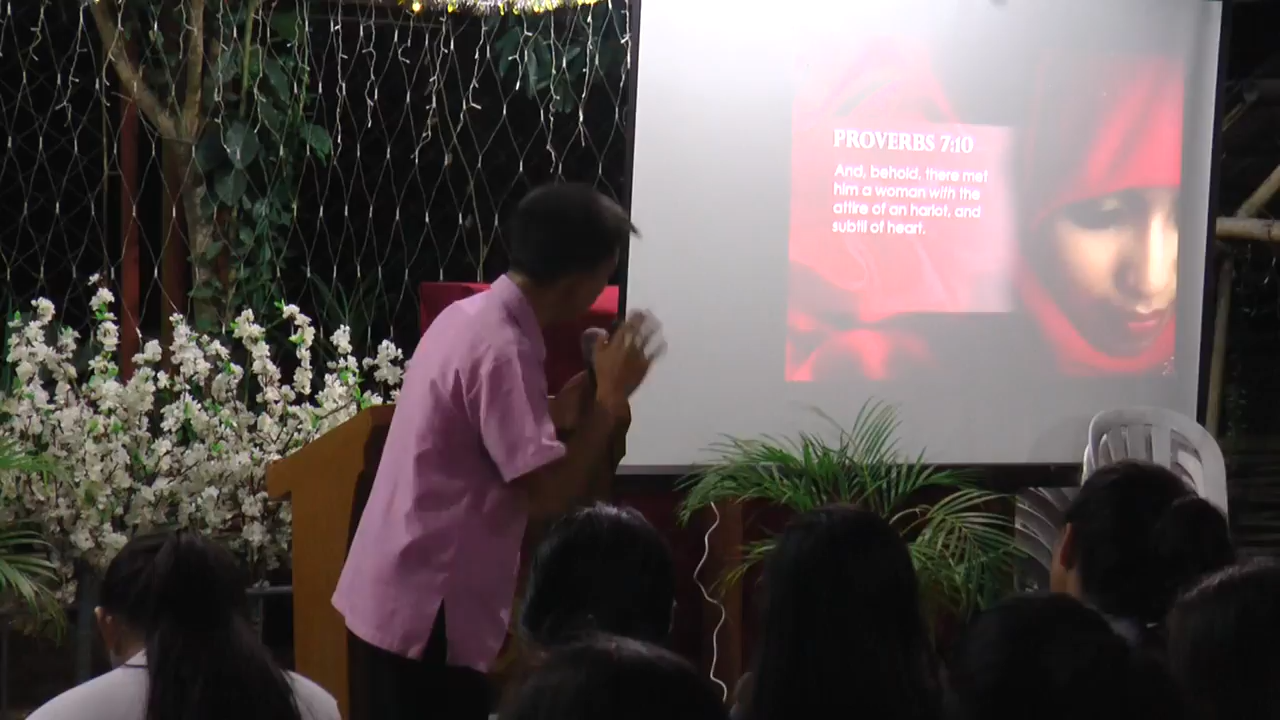 PROVERBS 7:10
And, behold, there met
him a woman with the
attire of an harlot, and
subtil of heart.